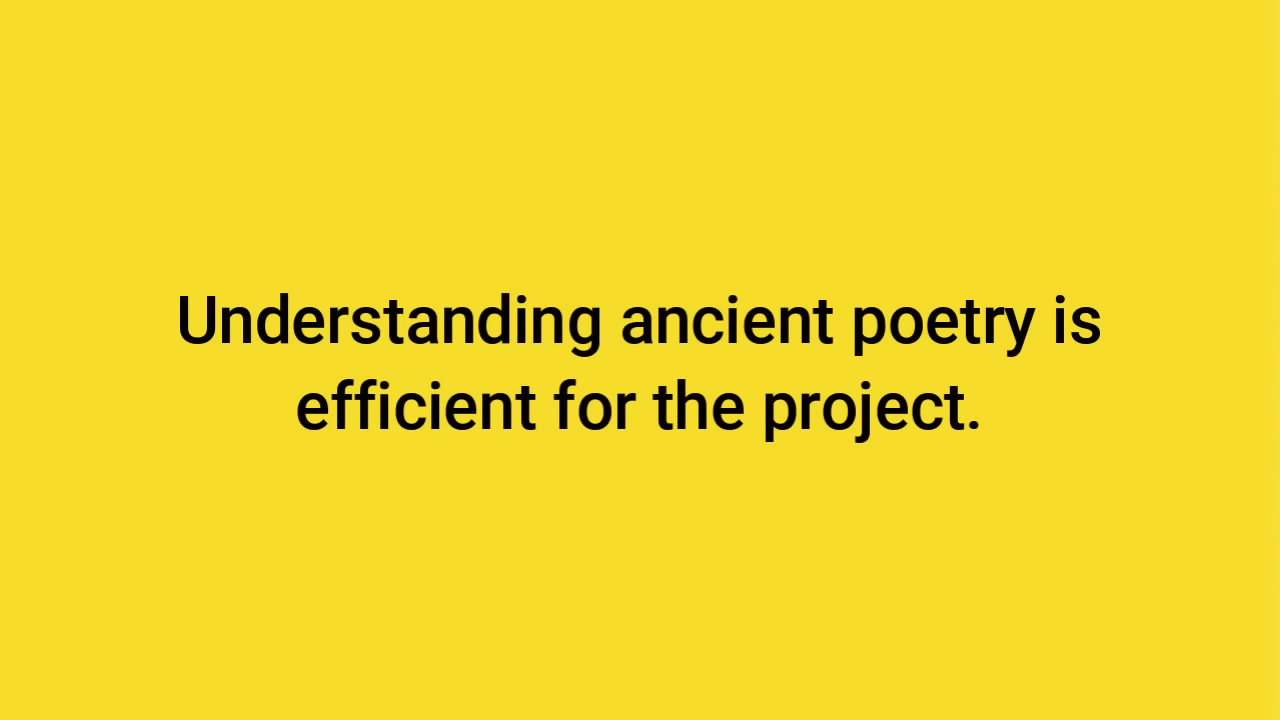 Understanding ancient poetry is
efficient for the project.